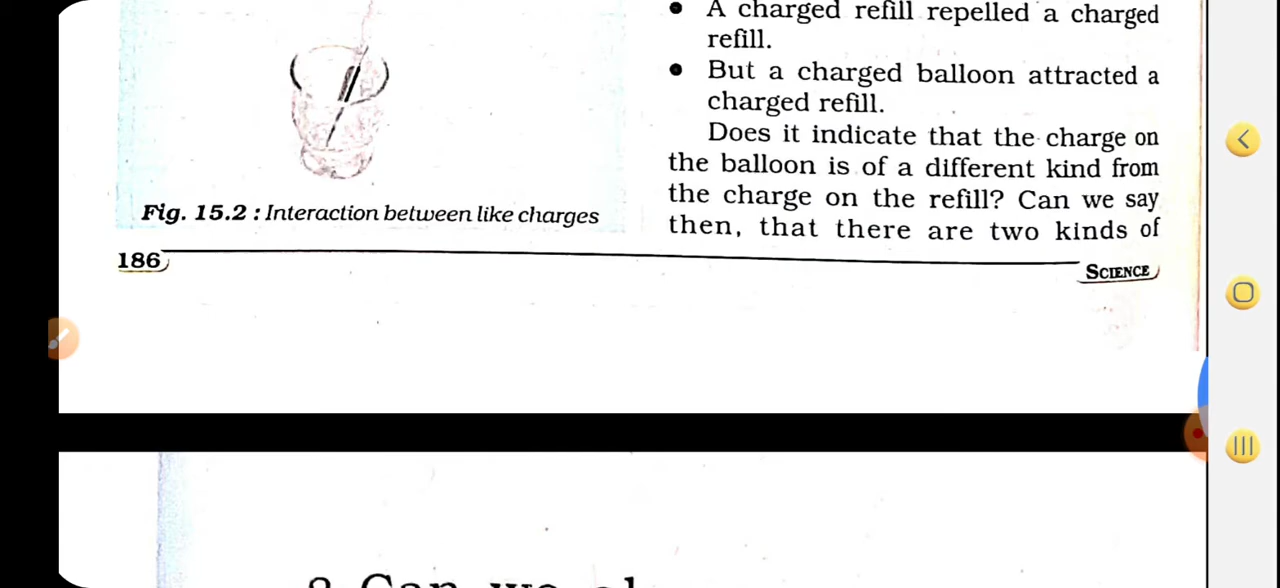 Fig. 15.2 : Interaction between like charges
• A charged refill repelled a charged
refill.
• But a charged balloon attracted a
charged refill.
Does it indicate that the charge on
the balloon is of a different kind from
the charge on the refill? Can we say
then, that there are two kinds of
186
SCIENCE